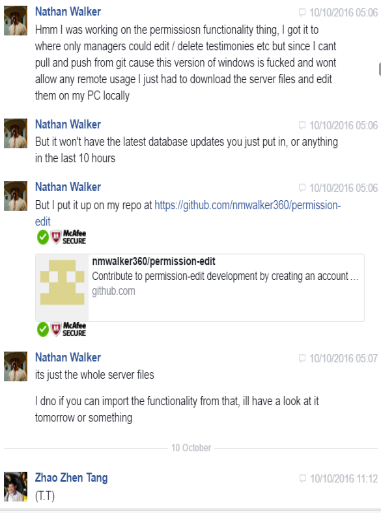 Nathan Walker 10/10/2016 05:06
Hmm I was working on the permissiosn functionality thing, I got it to
where only managers could edit / delete testimonies etc but since I cant
pull and push from git cause this version of windows is fucked and wont
allow any remote usage I just had to download the server files and edit
them on my PC locally
Nathan Walker 10/10/2016 05:06
But it won't have the latest database updates you just put in, or anything
in the last 10 hours
Nathan Walker 10/10/2016 05:06
But I put it up on my repo at https://github.com/nmwalker360/permission-
edit
McAfee
SECURE
nmwalker360/permission-edit
Contribute to permission-edit development by creating an account ...
github.com
McAfee
SECURE
Nathan Walker 10/10/2016 05:07
its just the whole server files
I dno if you can import the functionality from that, ill have a look at it
tomorrow or something
10 October
Zhao Zhen Tang 10/10/2016 11:12
(T.T)